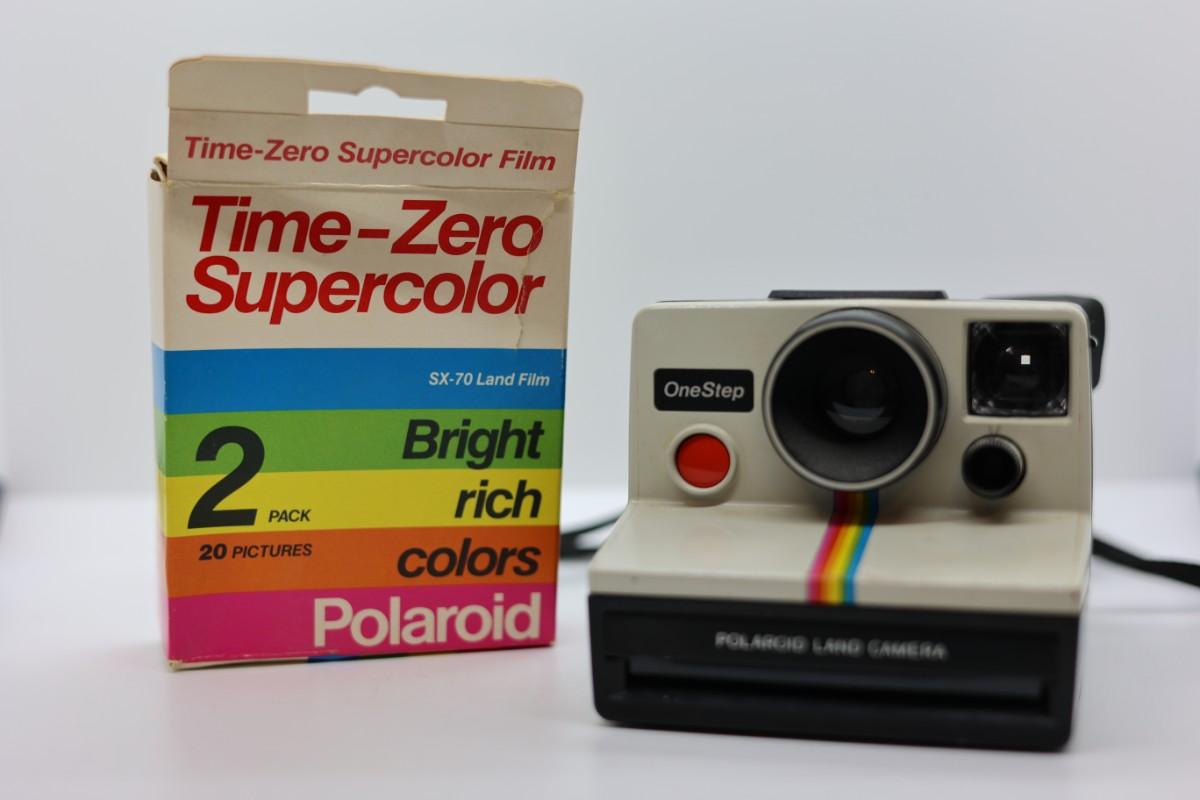 Time-Zero Supercolor Film
Time-Zero
Supercolor
SX-70 Land Film
2 PACK
20 PICTURES
Bright
rich
colors
Polaroid
OneStep
POLAROID LAND CAMERA